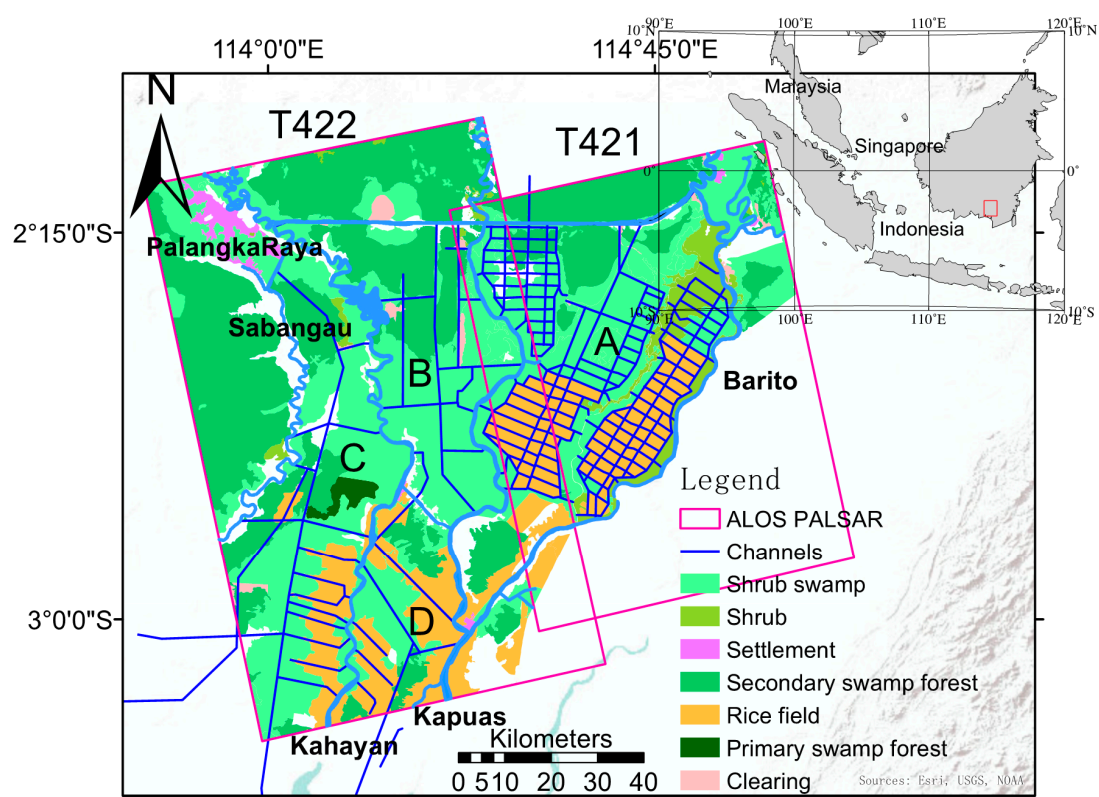 90°E
100°E
110°E
120°E
10°N
10°N
114°0'0"E
114°45'0"E
N
Malaysia
T422
T421
Singapore
0°
0°
2°15'0"S
PalangkaRaya
Indonesia
Sabangau
10°S
10°S
90°E
100°E
110°E
120°E
A
B
Barito
C
Legend
ALOS PALSAR
Channels
Shrub swamp
3°0'0"S
D
Shrub
Settlement
Secondary swamp forest
Kapuas
Rice field
Kahayan
Kilometers
Primary swamp forest
0 5 10 20 30 40
Clearing
Sources: Esri, USGS, NOAA